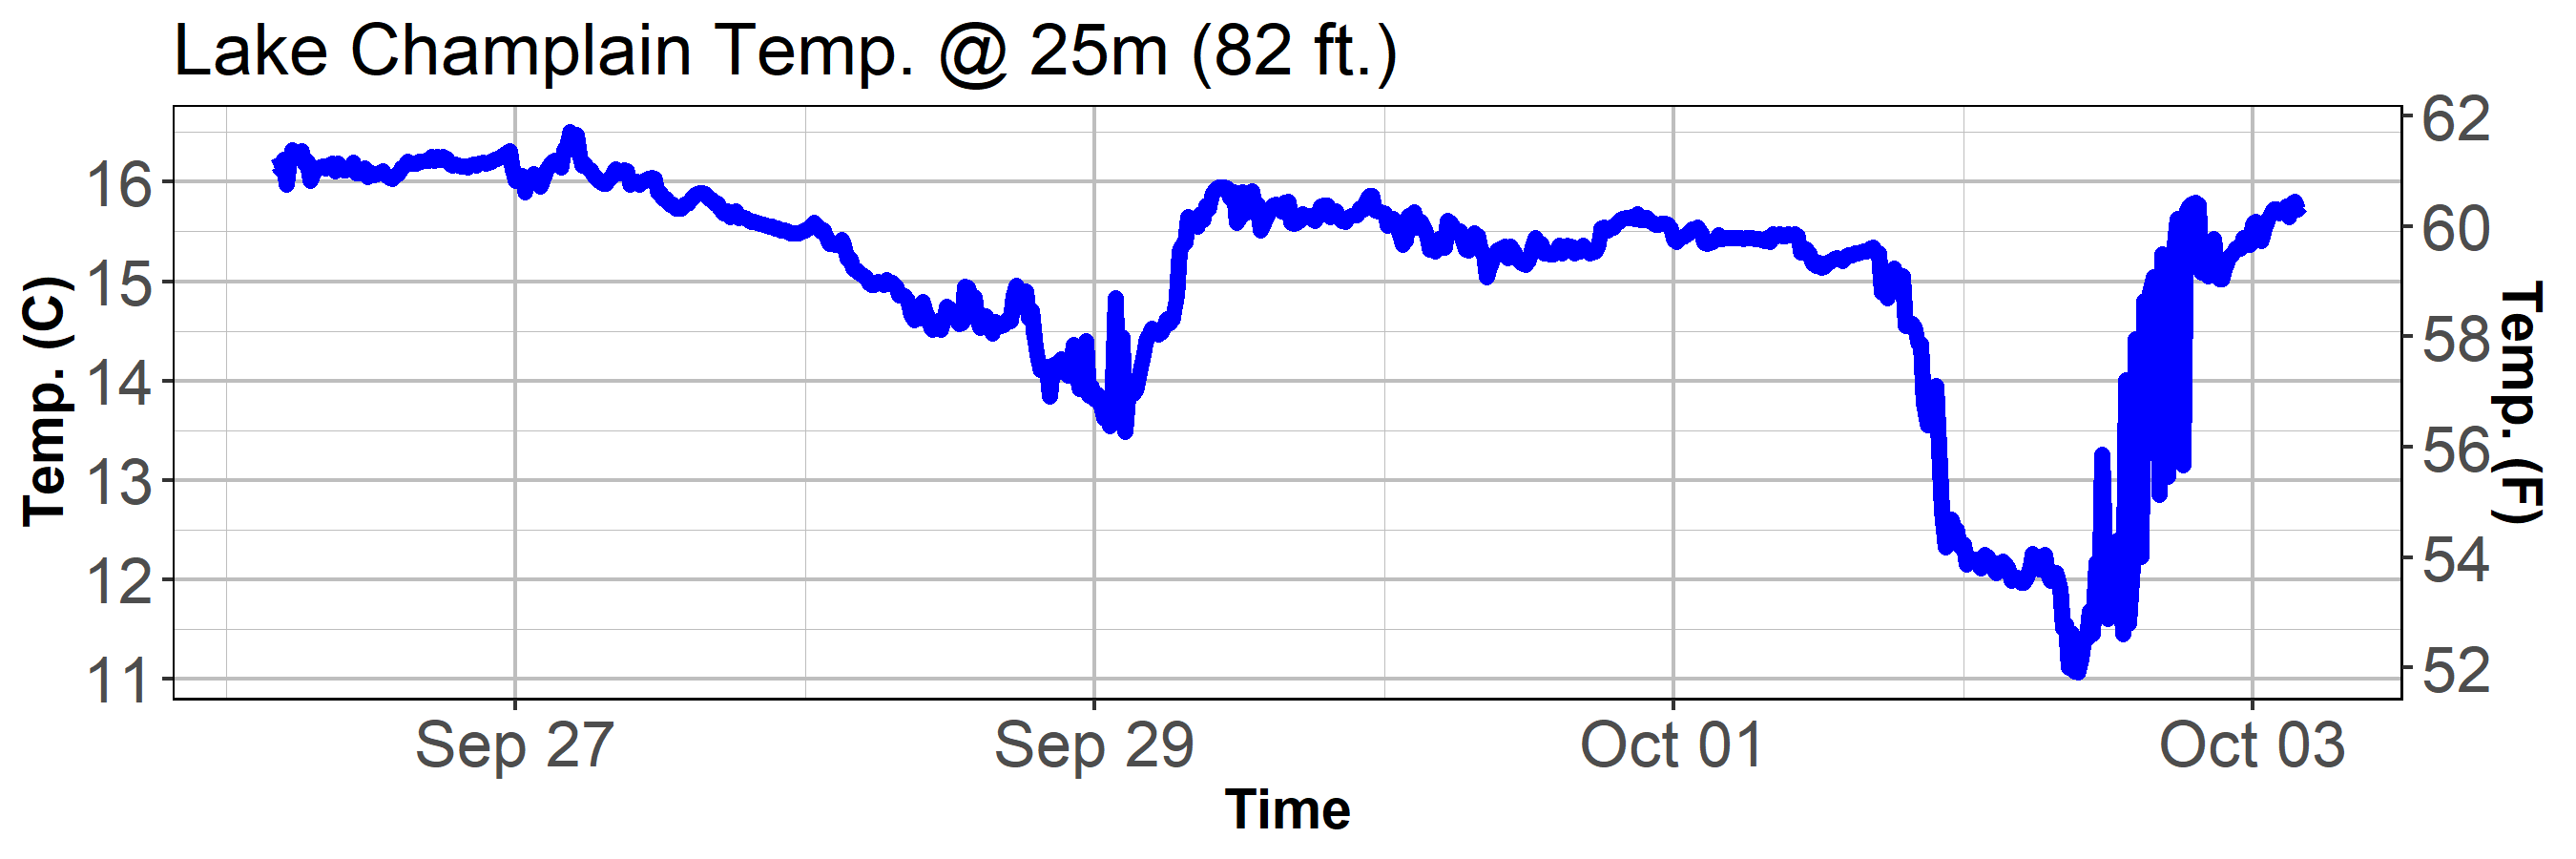 Lake Champlain Temp. @ 25m (82 ft.)
Temp. (C)
16
15
14
13
12
11
62
60
58
56
54
52
Temp. (F)
Sep 27
Sep 29
Oct 01
Oct 03
Time